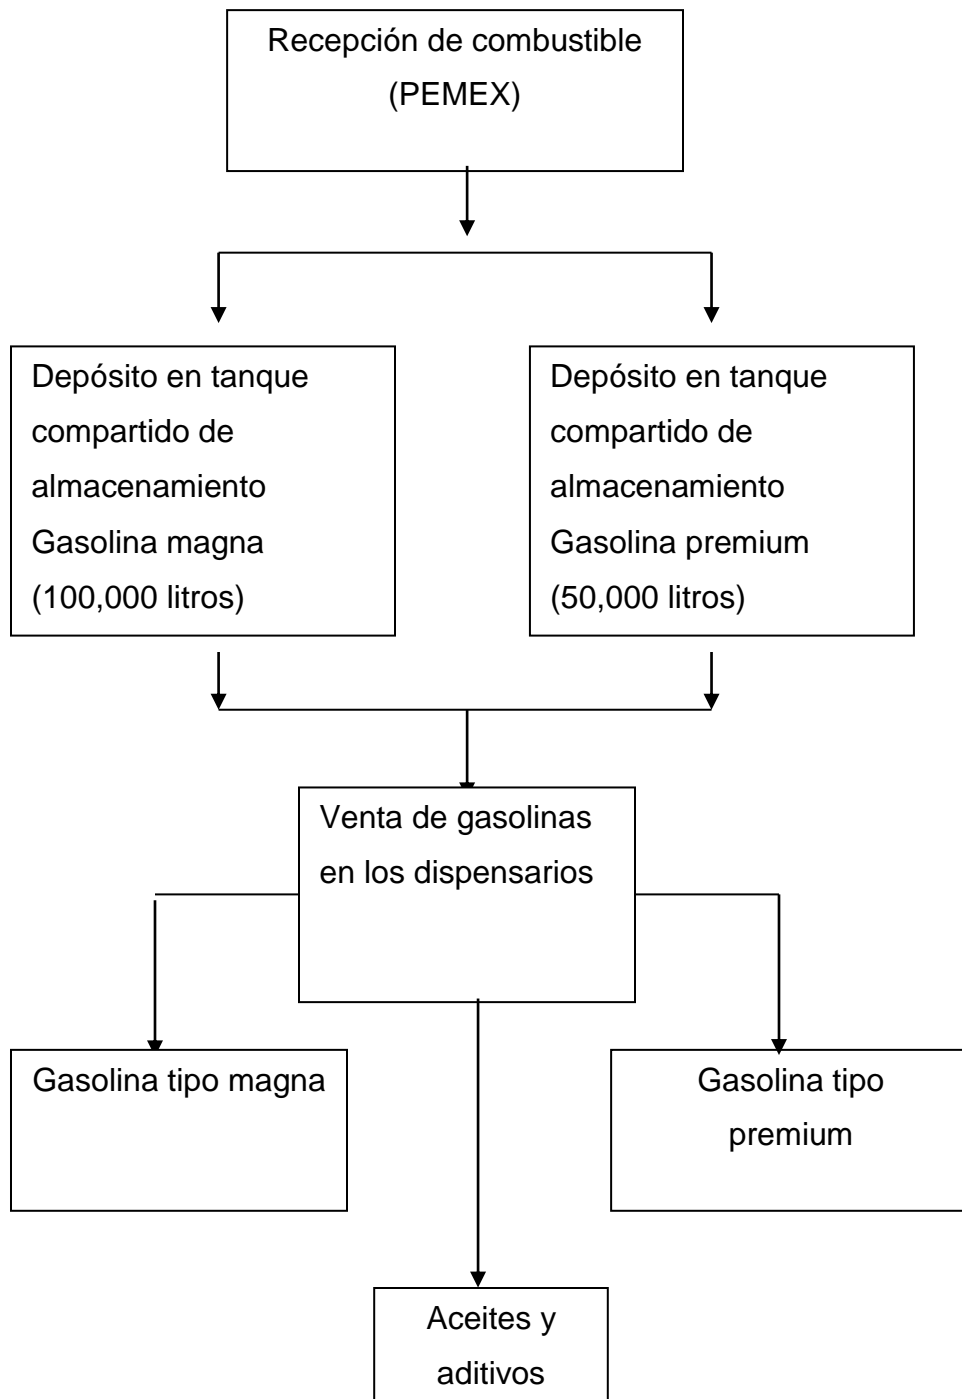 Recepción de combustible
(PEMEX)
Depósito en tanque
compartido de
almacenamiento
Gasolina magna
(100,000 litros)
Depósito en tanque
compartido de
almacenamiento
Gasolina premium
(50,000 litros)
Venta de gasolinas
en los dispensarios
Gasolina tipo magna
Gasolina tipo
premium
Aceites y
aditivos